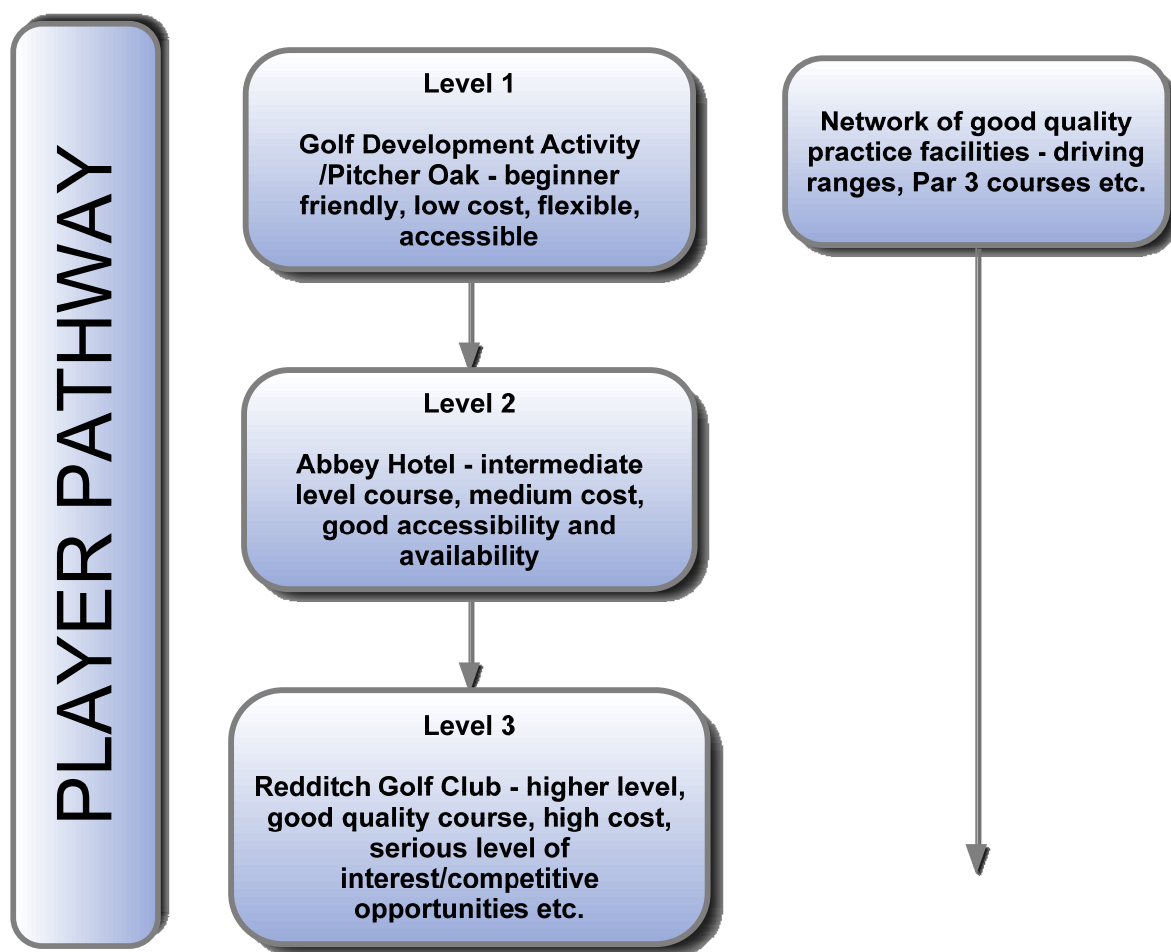 PLAYER PATHWAY
Level 1
Golf Development Activity
/Pitcher Oak - beginner
friendly, low cost, flexible,
accessible
Network of good quality
practice facilities - driving
ranges, Par 3 courses etc.
Level 2
Abbey Hotel - intermediate
level course, medium cost,
good accessibility and
availability
Level 3
Redditch Golf Club - higher level,
good quality course, high cost,
serious level of
interest/competitive
opportunities etc.